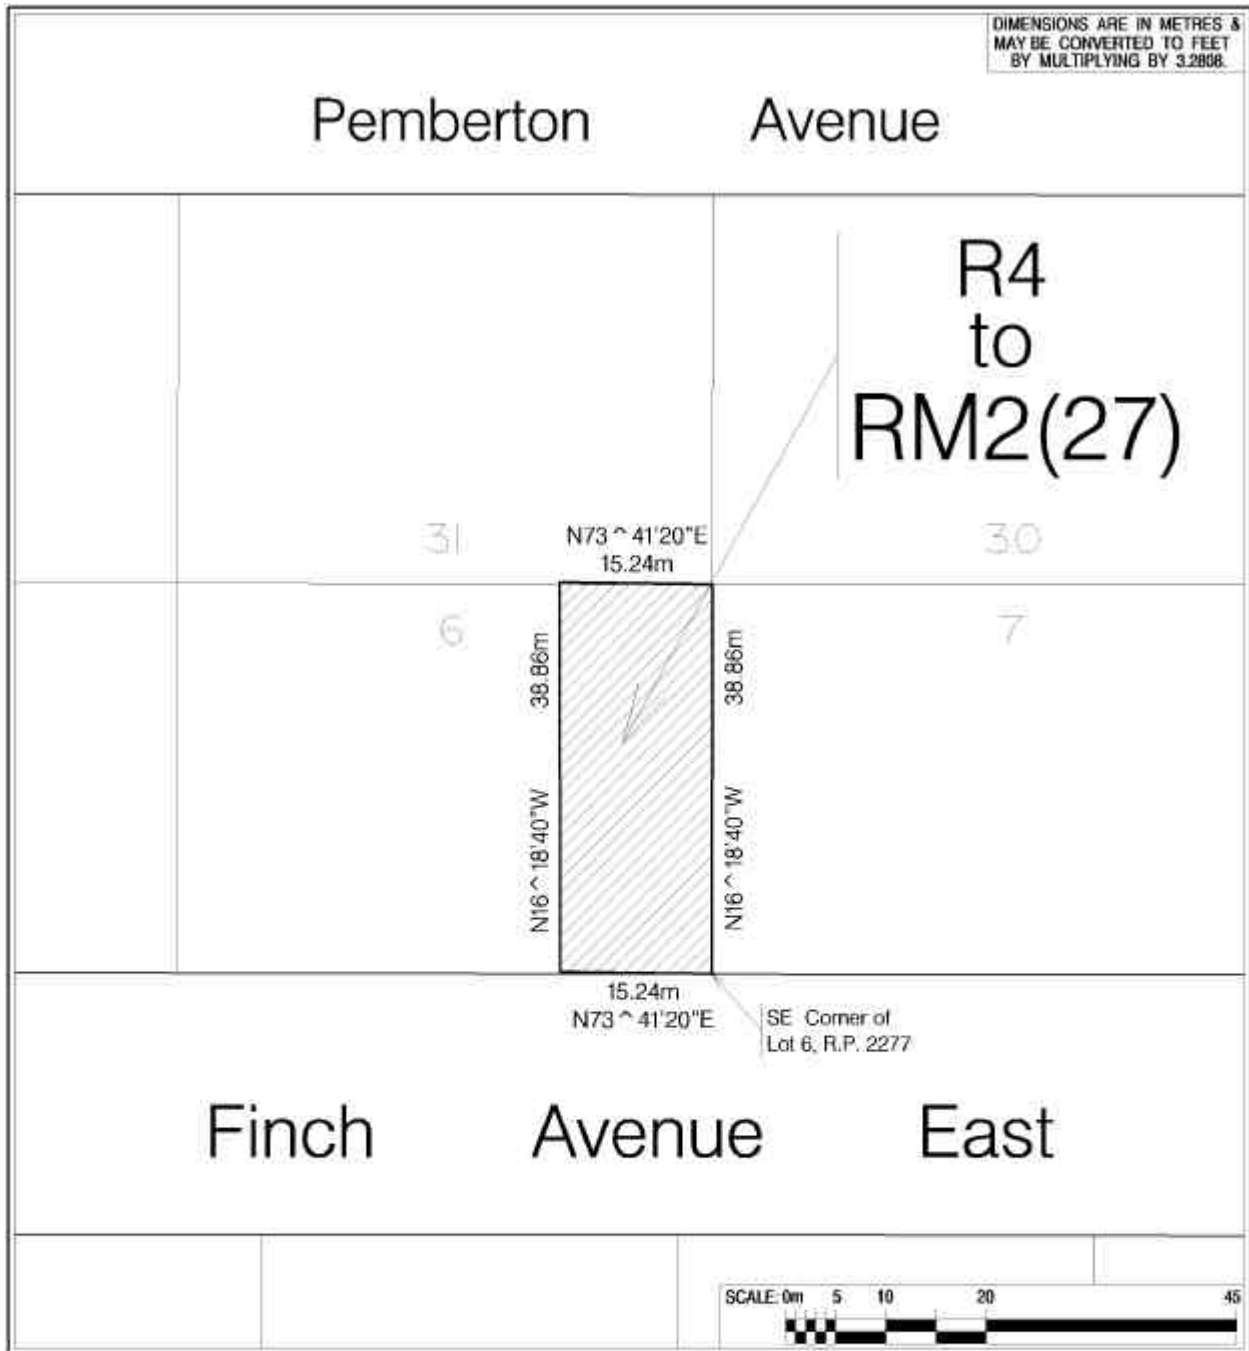 DIMENSIONS ARE IN METRES &
MAY BE CONVERTED TO FEET
BY MULTIPLYING BY 3.2808.
Pemberton Avenue
R4
to
RM2(27)
31
30
N73^41'20"E
15.24m
6
7
38.86m
N16^18'40"W
38.86m
N16^18'40"W
15.24m
N73^41'20"E
SE Corner of
Lot 6, R.P. 2277
Finch Avenue East
SCALE: 0m 5 10 20 45